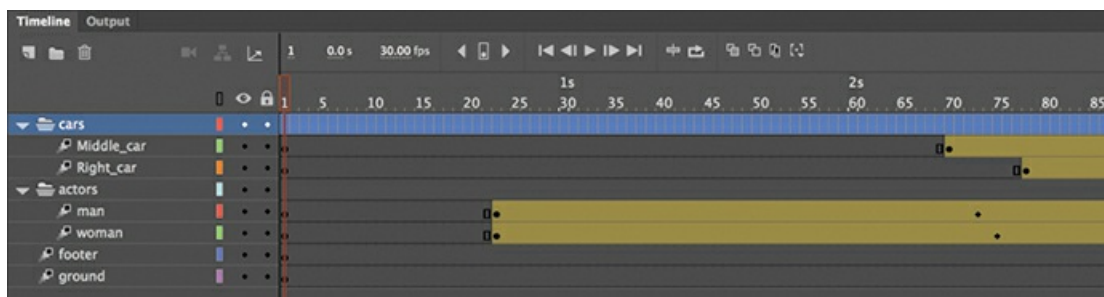 Timeline Output
1 0.0 s 30.00 fps
1s 2s
1 5 10 15 20 25 30 35 40 45 50 55 60 65 70 75 80 85
cars
Middle_car
Right_car
actors
man
woman
footer
ground